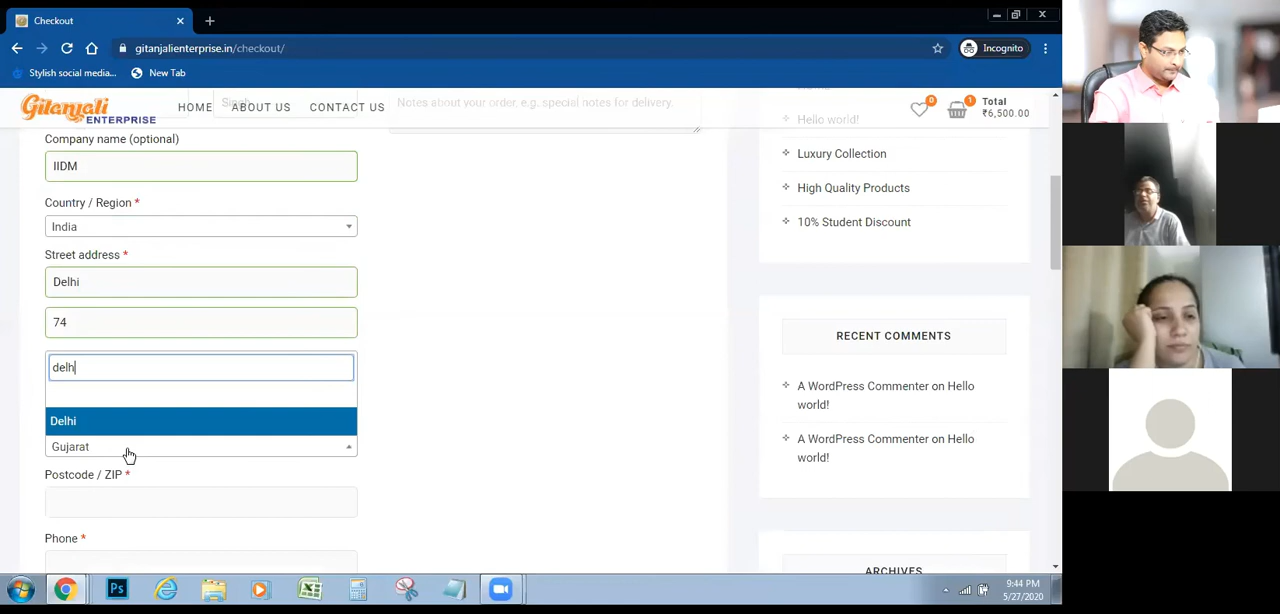 Checkout
gitanjalienterprise.in/checkout/
Incognito
Stylish social media...
New Tab
Gitanjali
ENTERPRISE
HOME
ABOUT US
CONTACT US
Singh
Notes about your order, e.g. special notes for delivery.
0
1
Total
₹6,500.00
Hello world!
Company name (optional)
IIDM
Luxury Collection
High Quality Products
10% Student Discount
Country / Region *
India
Street address *
Delhi
74
delh
Delhi
Gujarat
Postcode / ZIP *
Phone *
RECENT COMMENTS
A WordPress Commenter on Hello
world!
A WordPress Commenter on Hello
world!
ARCHIVES
Ps
9:44 PM
5/27/2020